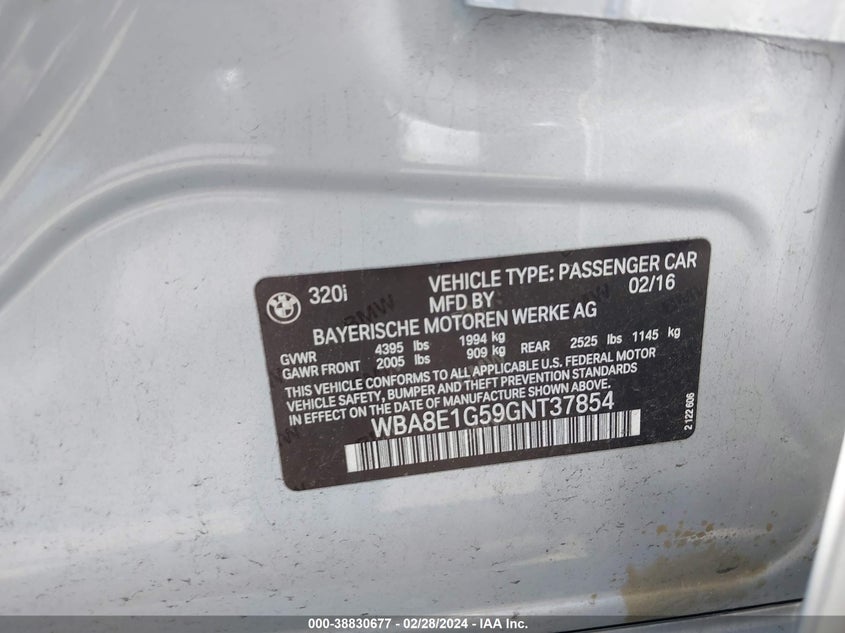 320i VEHICLE TYPE: PASSENGER CAR
MFD BY 02/16
BAYERISCHE MOTOREN WERKE AG
GVWR 4395 lbs 1994 kg
GAWR FRONT 2005 lbs 909 kg REAR 2525 lbs 1145 kg
THIS VEHICLE CONFORMS TO ALL APPLICABLE U.S. FEDERAL MOTOR
VEHICLE SAFETY, BUMPER AND THEFT PREVENTION STANDARDS
IN EFFECT ON THE DATE OF MANUFACTURE SHOWN ABOVE.
WBA8E1G59GNT37854
2 122 606
000-38830677 - 02/28/2024 - IAA Inc.